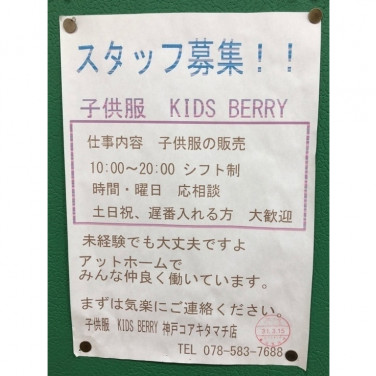 スタッフ募集!!
子供服　KIDS BERRY
仕事内容　子供服の販売
10:00～20:00 シフト制
時間・曜日　応相談
土日祝、遅番入れる方　大歓迎
未経験でも大丈夫ですよ
アットホームで
みんな仲良く働いています。
まずは気楽にご連絡ください。
子供服　KIDS BERRY 神戸コアキタマチ店
TEL 078-583-7688